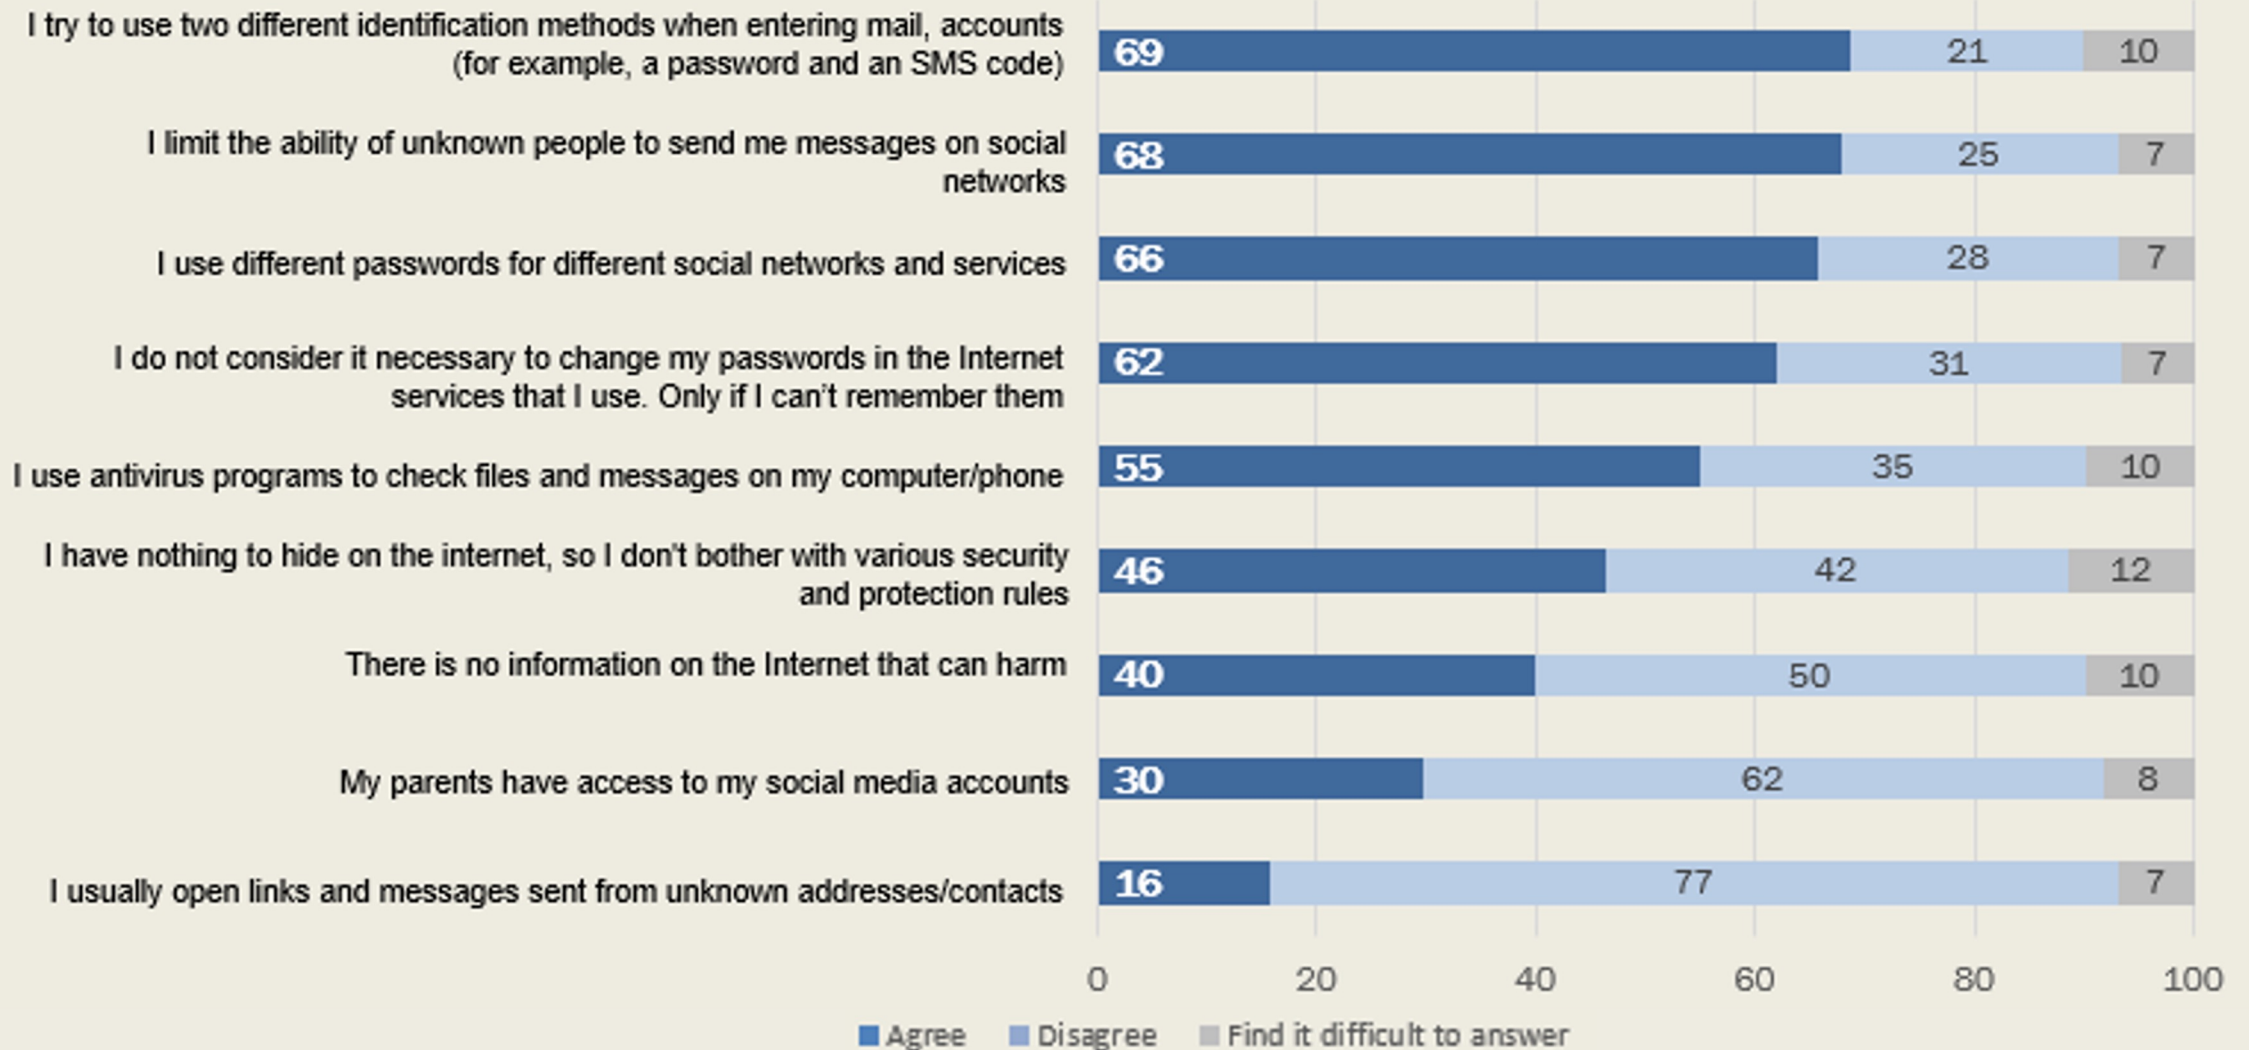 I try to use two different identification methods when entering mail, accounts
(for example, a password and an SMS code)
69 21 10
I limit the ability of unknown people to send me messages on social
networks
68 25 7
I use different passwords for different social networks and services
66 28 7
I do not consider it necessary to change my passwords in the Internet
services that I use. Only if I can’t remember them
62 31 7
I use antivirus programs to check files and messages on my computer/phone
55 35 10
I have nothing to hide on the internet, so I don't bother with various security
and protection rules
46 42 12
There is no information on the Internet that can harm
40 50 10
My parents have access to my social media accounts
30 62 8
I usually open links and messages sent from unknown addresses/contacts
16 77 7
0 20 40 60 80 100
Agree Disagree Find it difficult to answer